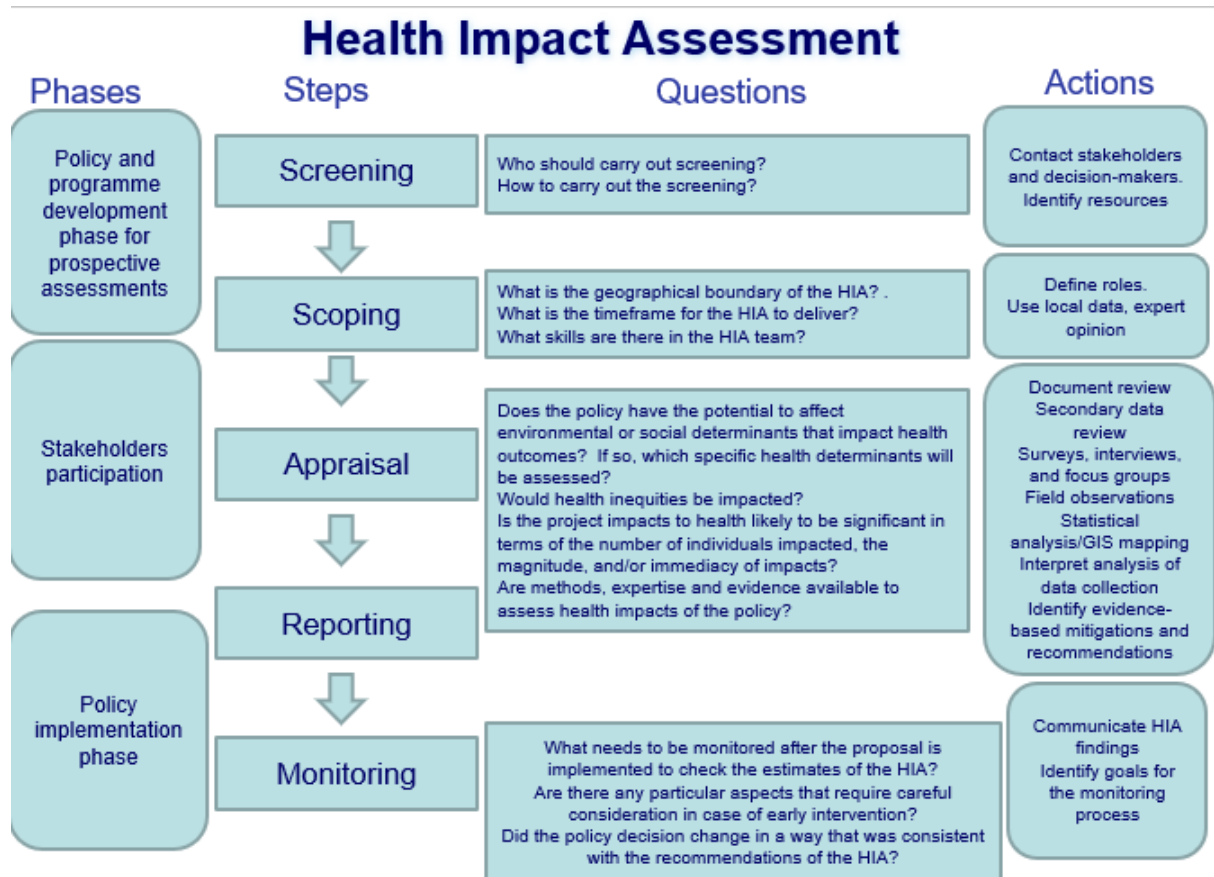 Health Impact Assessment
Phases
Steps
Questions
Actions
Policy and
programme
development
phase for
prospective
assessments
Screening
Who should carry out screening?
How to carry out the screening?
Contact stakeholders
and decision-makers.
Identify resources
Scoping
What is the geographical boundary of the HIA? .
What is the timeframe for the HIA to deliver?
What skills are there in the HIA team?
Define roles.
Use local data, expert
opinion
Stakeholders
participation
Appraisal
Does the policy have the potential to affect
environmental or social determinants that impact health
outcomes? If so, which specific health determinants will
be assessed?
Would health inequities be impacted?
Is the project impacts to health likely to be significant in
terms of the number of individuals impacted, the
magnitude, and/or immediacy of impacts?
Are methods, expertise and evidence available to
assess health impacts of the policy?
Document review
Secondary data
review
Surveys, interviews,
and focus groups
Field observations
Statistical
analysis/GIS mapping
Interpret analysis of
data collection
Identify evidence-
based mitigations and
recommendations
Reporting
Policy
implementation
phase
Monitoring
What needs to be monitored after the proposal is
implemented to check the estimates of the HIA?
Are there any particular aspects that require careful
consideration in case of early intervention?
Did the policy decision change in a way that was consistent
with the recommendations of the HIA?
Communicate HIA
findings
Identify goals for
the monitoring
process